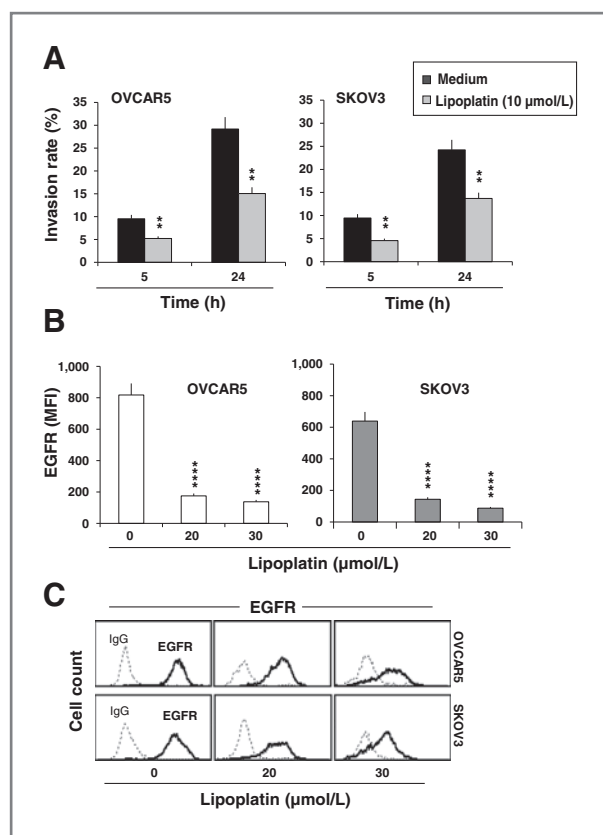 A
Medium
Lipoplatin (10 µmol/L)
OVCAR5
SKOV3
Invasion rate (%)
35
30
25
20
15
10
5
0
**
**
5
24
Time (h)
35
30
25
20
15
10
5
0
**
**
5
24
Time (h)
B
EGFR (MFI)
1,000
800
600
400
200
0
OVCAR5
****
****
0
20
30
1,000
800
600
400
200
0
SKOV3
****
****
0
20
30
Lipoplatin (µmol/L)
C
EGFR
Cell count
IgG
EGFR
OVCAR5
IgG
EGFR
SKOV3
0
20
30
Lipoplatin (µmol/L)